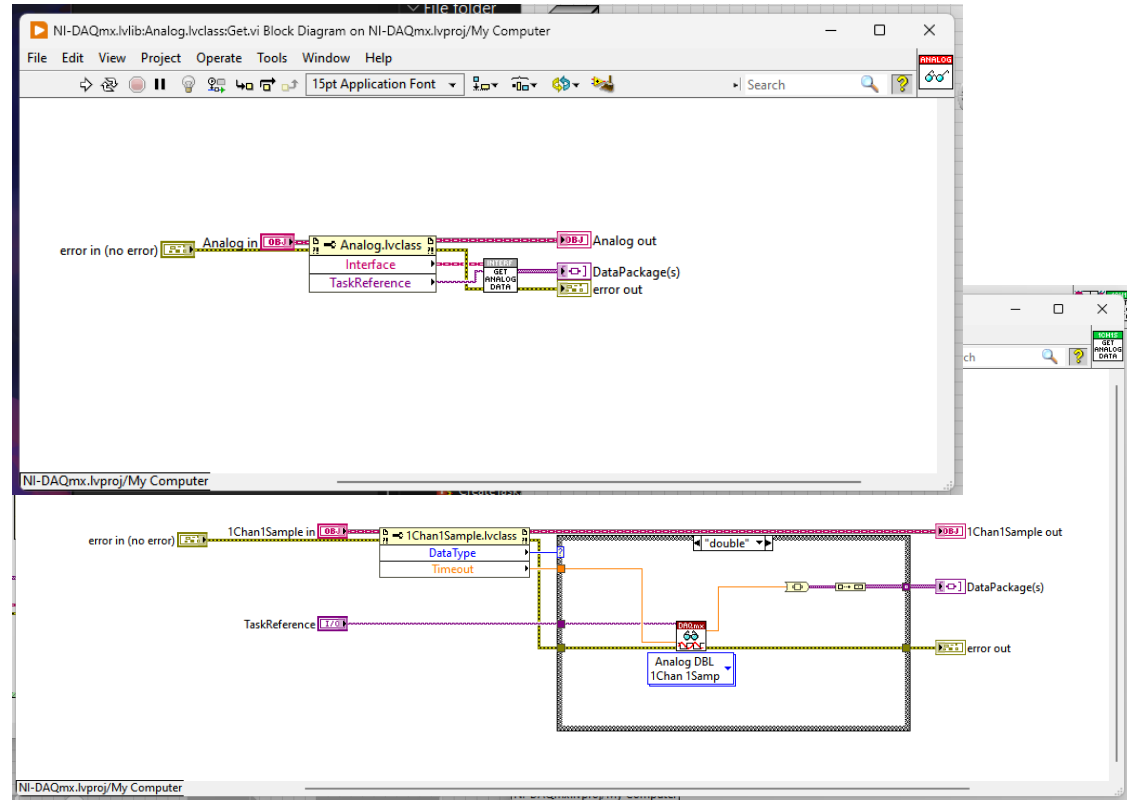 File folder
NI-DAQmx.lvlib:Analog.lvclass:Get.vi Block Diagram on NI-DAQmx.lvproj/My Computer
File Edit View Project Operate Tools Window Help
ANALOG
15pt Application Font
Search
?
error in (no error)
Analog in
OBJ
Analog.lvclass
Interface
TaskReference
INTERF
GET
ANALOG
DATA
OBJ
Analog out
DataPackage(s)
error out
NI-DAQmx.lvproj/My Computer
ch
?
GET
ANALOG
DATA
error in (no error)
1Chan1Sample in
OBJ
1Chan1Sample.lvclass
DataType
Timeout
TaskReference
I/O
?
"double"
DAQmx
Analog DBL
1Chan 1Samp
OBJ
1Chan1Sample out
DataPackage(s)
error out
NI-DAQmx.lvproj/My Computer